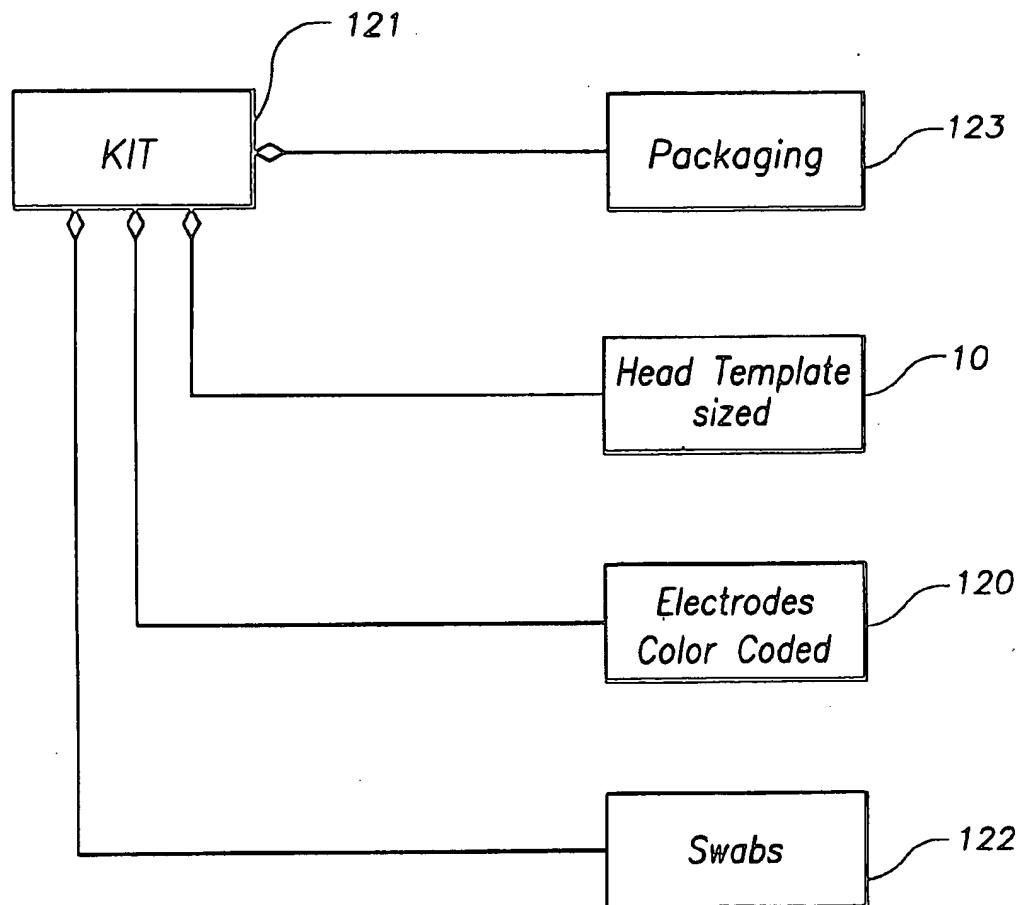 121
KIT
Packaging
123
Head Template
sized
10
Electrodes
Color Coded
120
Swabs
122